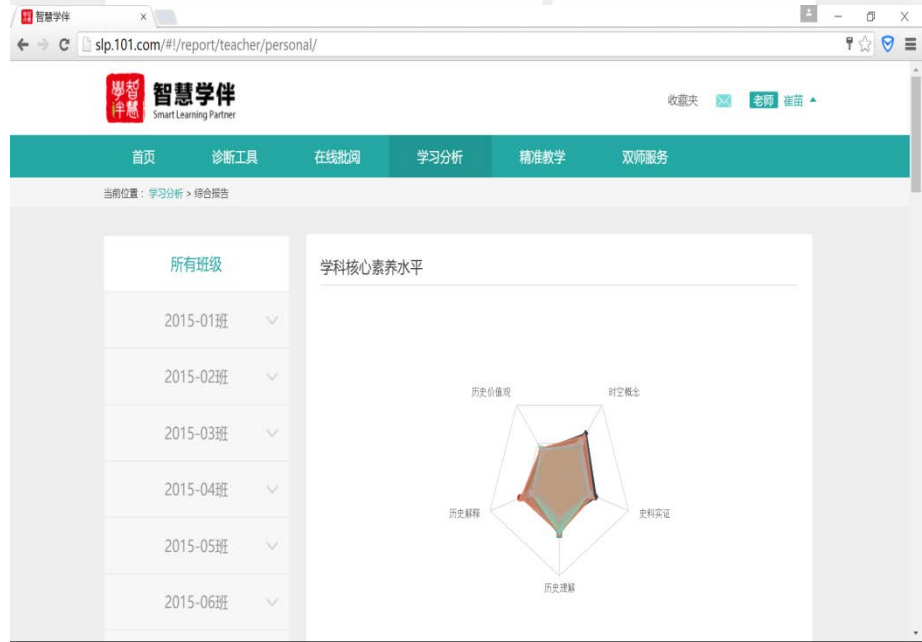 智慧学伴
slp.101.com/#!/report/teacher/personal/
學智
伴慧
智慧学伴
Smart Learning Partner
收藏夹
老师 崔苗
首页 诊断工具 在线批阅 学习分析 精准教学 双师服务
当前位置：学习分析 > 综合报告
所有班级
2015-01班
2015-02班
2015-03班
2015-04班
2015-05班
2015-06班
学科核心素养水平
历史价值观
时空概念
历史解释
史料实证
历史理解